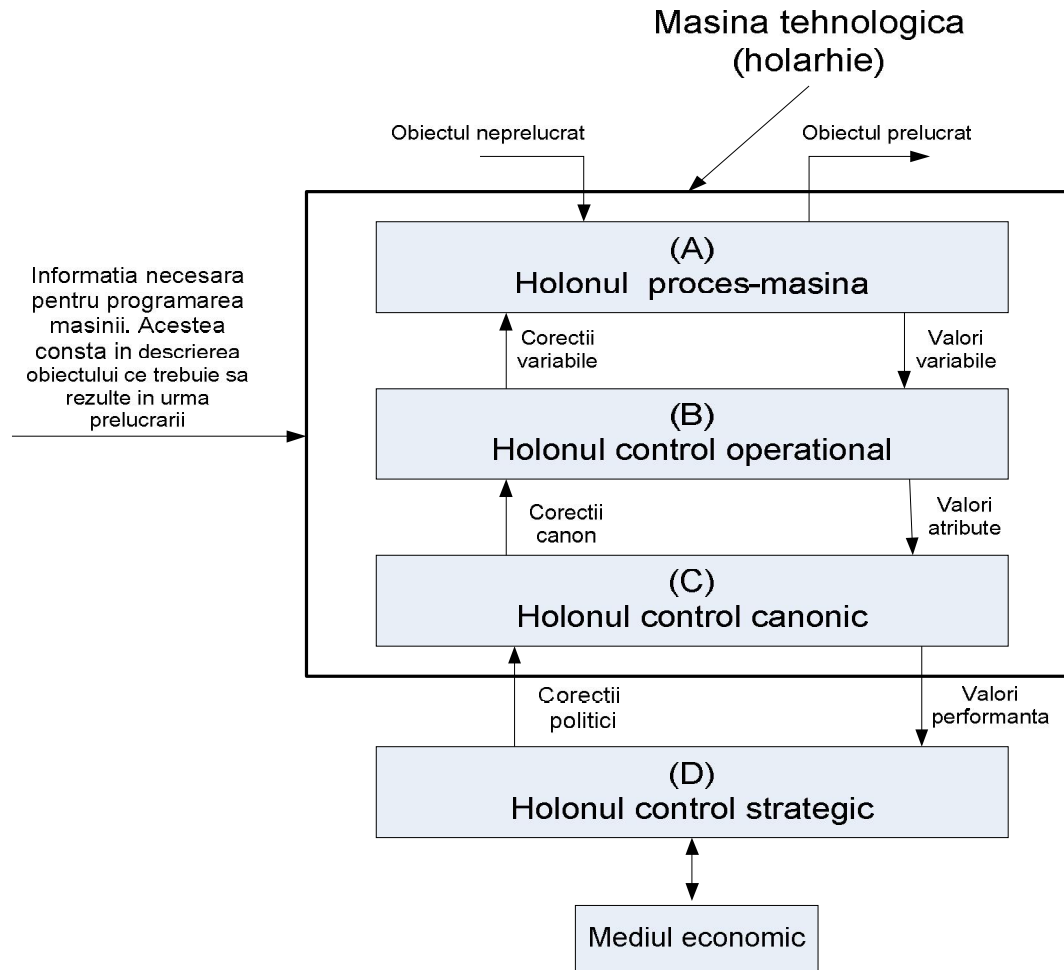 Masina tehnologica
(holarhie)
Obiectul neprelucrat
Obiectul prelucrat
(A)
Holonul proces-masina
Informatia necesara
pentru programarea
masinii. Acestea
consta in descrierea
obiectului ce trebuie sa
rezulte in urma
prelucrarii
Corectii
variabile
Valori
variabile
(B)
Holonul control operational
Corectii
canon
Valori
atribute
(C)
Holonul control canonic
Corectii
politici
Valori
performanta
(D)
Holonul control strategic
Mediul economic